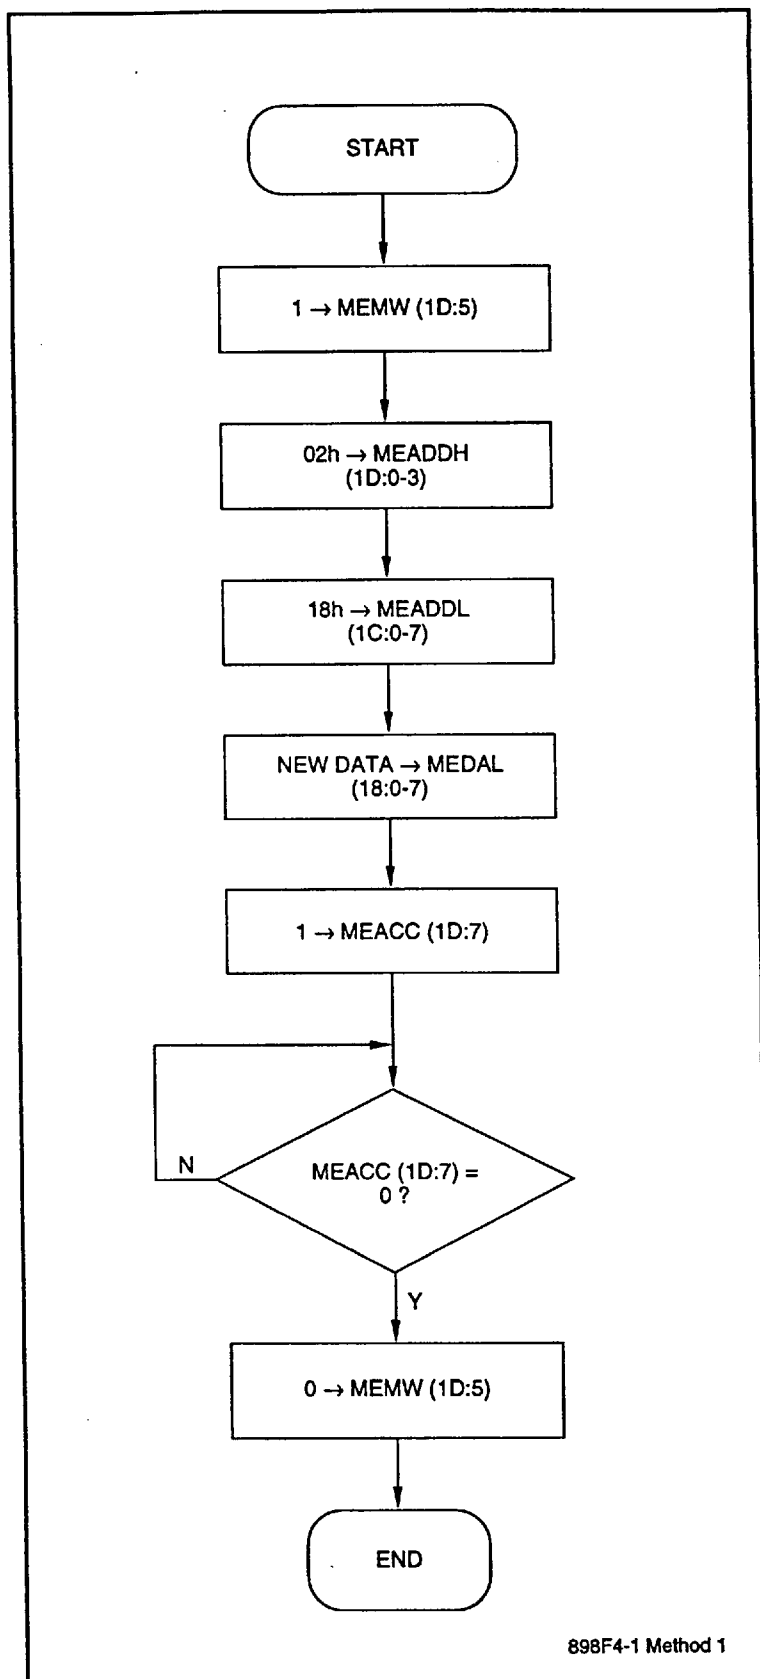 START
1 → MEMW (1D:5)
02h → MEADDH
(1D:0-3)
18h → MEADDL
(1C:0-7)
NEW DATA → MEDAL
(18:0-7)
1 → MEACC (1D:7)
MEACC (1D:7) =
0 ?
N
Y
0 → MEMW (1D:5)
END
898F4-1 Method 1